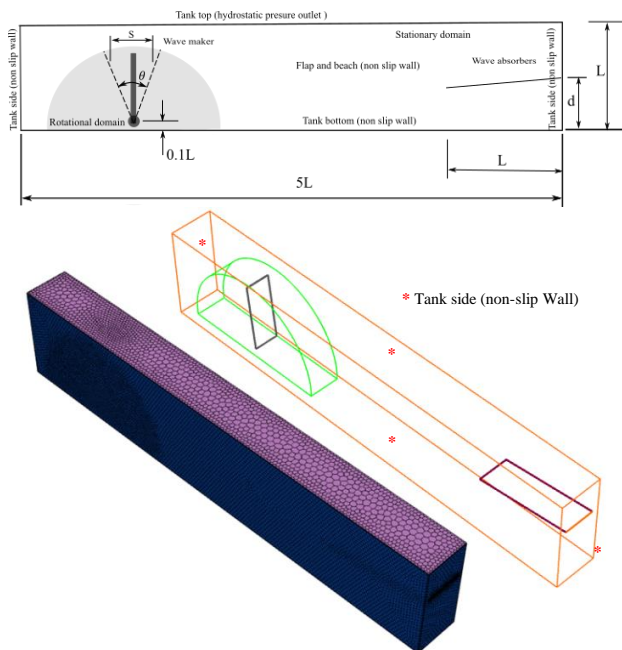 Tank top (hydrostatic presure outlet )
S
Wave maker
Stationary domain
θ
Flap and beach (non slip wall)
Wave absorbers
Tank side (non slip wall)
Tank side (non slip wall)
L
d
Rotational domain
Tank bottom (non slip wall)
0.1L
L
5L
*
* Tank side (non-slip Wall)
*
*
*